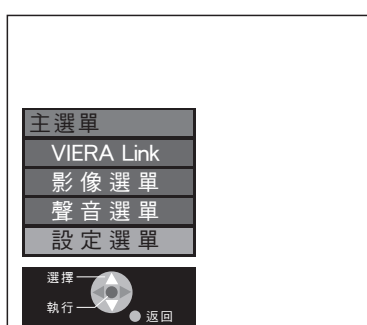 主選單
VIERA Link
影像選單
聲音選單
設定選單
選擇
執行
返回